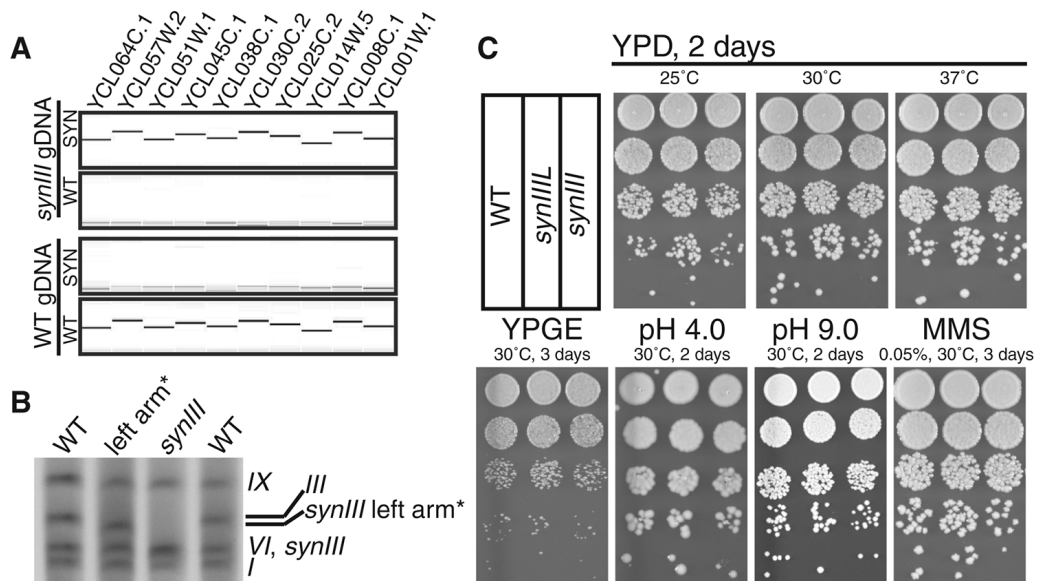 A
YCL064C.1
YCL057W.2
YCL051W.1
YCL045C.1
YCL038C.1
YCL030C.2
YCL025C.2
YCL014W.5
YCL008C.1
YCL001W.1
synIII gDNA
SYN
WT
WT gDNA
SYN
WT
B
WT
left arm*
synIII
WT
IX
III
synIII left arm*
VI, synIII
I
C
YPD, 2 days
25°C 30°C 37°C
WT
synIIIL
synIII
YPGE pH 4.0 pH 9.0 MMS
30°C, 3 days 30°C, 2 days 30°C, 2 days 0.05%, 30°C, 3 days